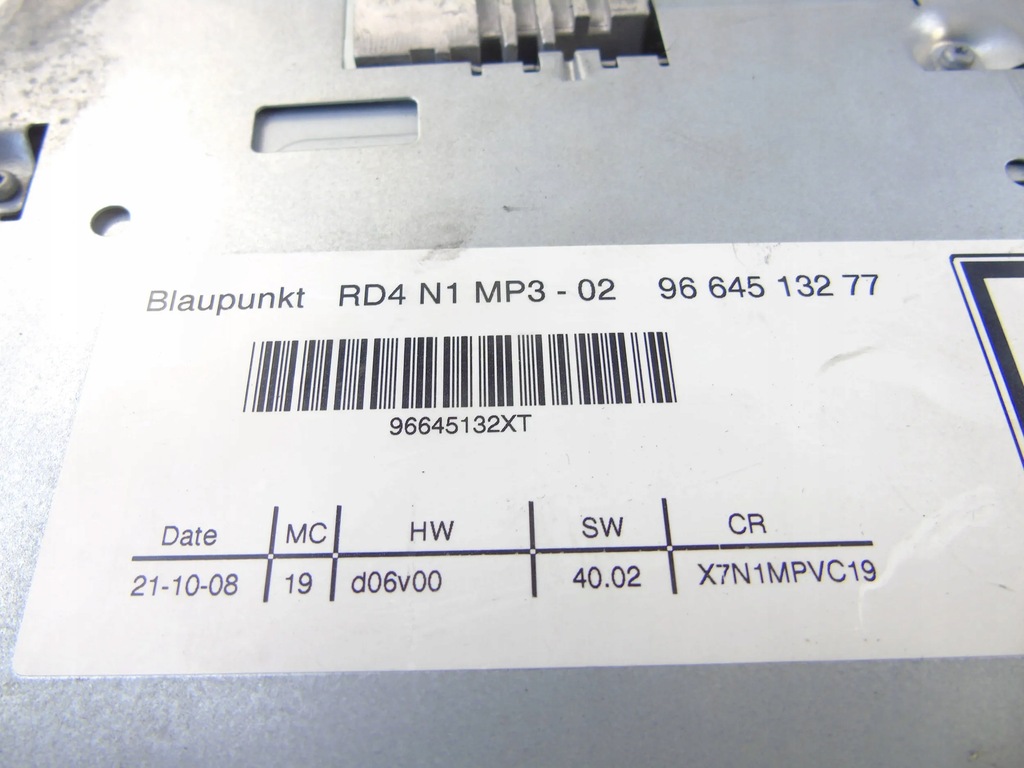 Blaupunkt RD4 N1 MP3 - 02 96 645 132 77
96645132XT
Date MC HW SW CR
21-10-08 19 d06v00 40.02 X7N1MPVC19